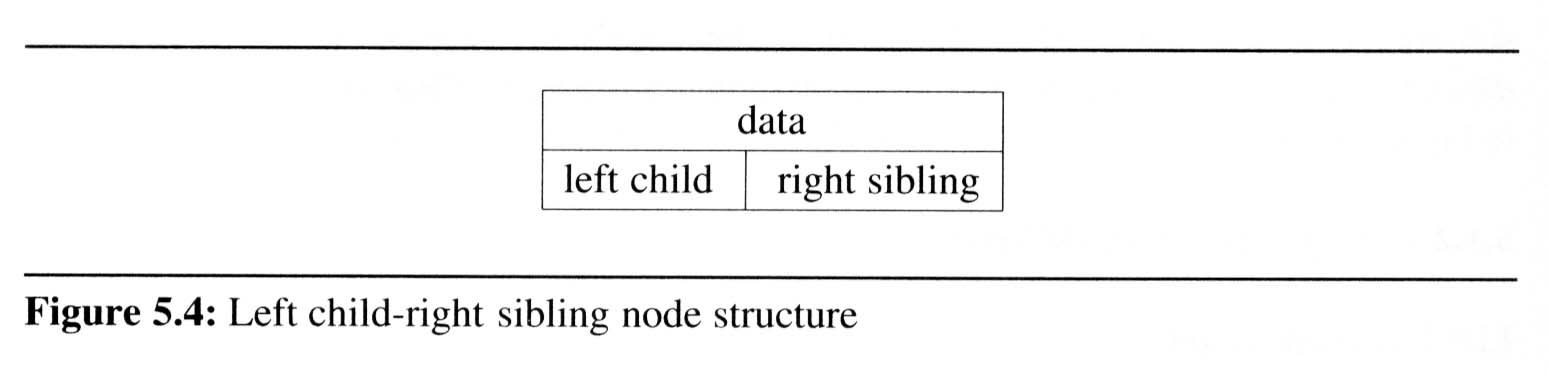 data
left child right sibling
Figure 5.4: Left child-right sibling node structure